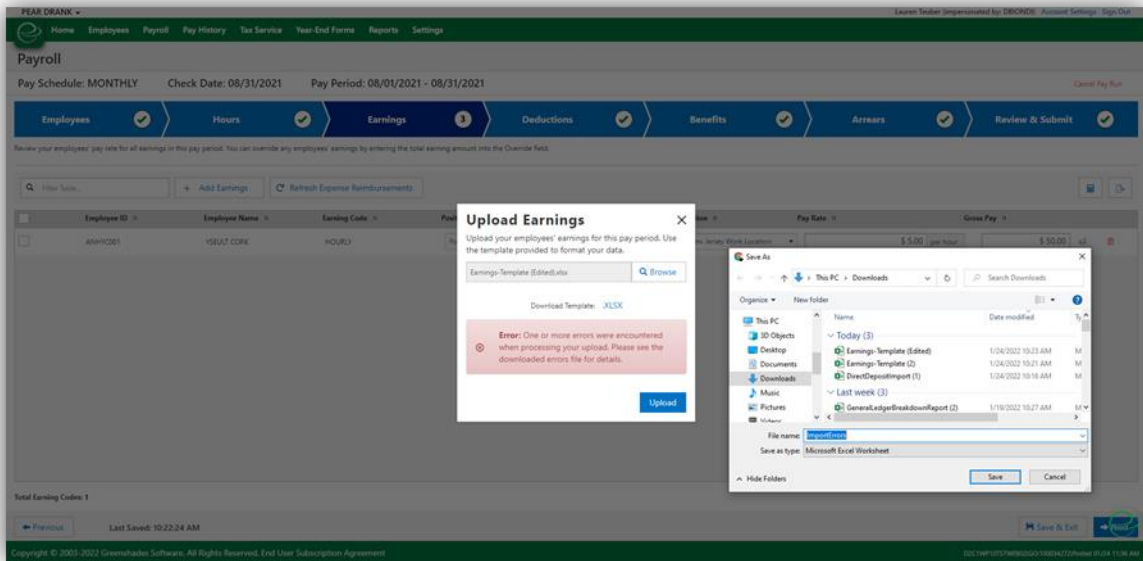 PEAR DRANK
Lauren Teuber (impersonated by: DBIONDI) Account Settings Sign Out
Home Employees Payroll Pay History Tax Service Year-End Forms Reports Settings
Payroll
Pay Schedule: MONTHLY Check Date: 08/31/2021 Pay Period: 08/01/2021 - 08/31/2021
Cancel Pay Run
Employees Hours Earnings 3 Deductions Benefits Arrears Review & Submit
Review your employees' pay rate for all earnings in this pay period. You can override any employees' earnings by entering the total earning amount into the Override field.
Filter Table...
+ Add Earnings
Refresh Expense Reimbursements
Employee ID Employee Name Earning Code Pay Rate Gross Pay
YSEULT CORK HOURLY Jersey Work Location $ 5.00 per hour $ 50.00
Upload Earnings
Upload your employees' earnings for this pay period. Use
the template provided to format your data.
Earnings-Template (Edited).xlsx
Browse
Download Template: .XLSX
Error: One or more errors were encountered
when processing your upload. Please see the
downloaded errors file for details.
Upload
Save As
This PC > Downloads
Search Downloads
Organize New folder
This PC
3D Objects
Desktop
Documents
Downloads
Music
Pictures
Videos
Name Date modified
Today (3)
Earnings-Template (Edited) 1/24/2022 10:23 AM
Earnings-Template (2) 1/24/2022 10:21 AM
DirectDepositImport (1) 1/24/2022 10:16 AM
Last week (3)
GeneralLedgerBreakdownReport (2) 1/19/2022 10:27 AM
File name: ImportErrors
Save as type: Microsoft Excel Worksheet
Hide Folders
Save Cancel
Total Earning Codes: 1
Previous Last Saved: 10:22:24 AM
Save & Exit
Copyright © 2003-2022 Greenshades Software. All Rights Reserved. End User Subscription Agreement